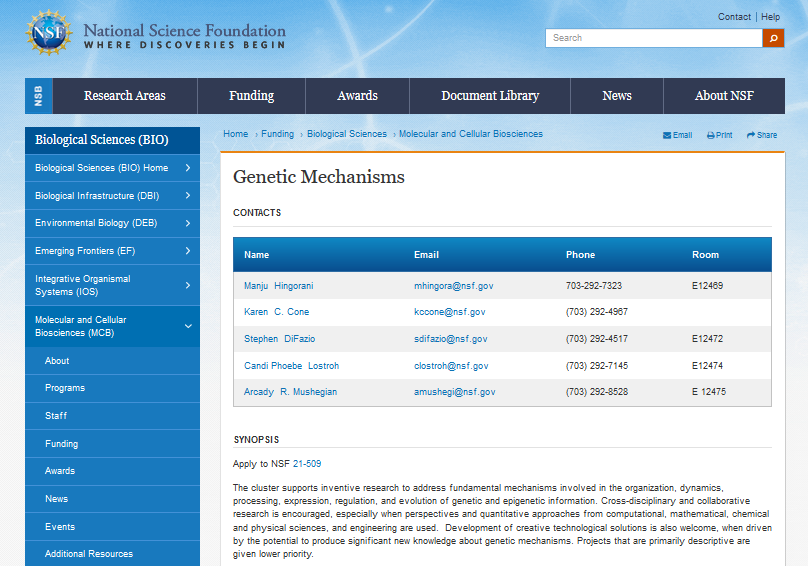 Contact | Help
NSF
National Science Foundation
WHERE DISCOVERIES BEGIN
Search
NSB
Research Areas
Funding
Awards
Document Library
News
About NSF
Biological Sciences (BIO)
Biological Sciences (BIO) Home
Biological Infrastructure (DBI)
Environmental Biology (DEB)
Emerging Frontiers (EF)
Integrative Organismal
Systems (IOS)
Molecular and Cellular
Biosciences (MCB)
About
Programs
Staff
Funding
Awards
News
Events
Additional Resources
Home › Funding › Biological Sciences › Molecular and Cellular Biosciences
Email Print Share
Genetic Mechanisms
CONTACTS
Name Email Phone Room
Manju Hingorani mhingora@nsf.gov 703-292-7323 E12469
Karen C. Cone kccone@nsf.gov (703) 292-4967
Stephen DiFazio sdifazio@nsf.gov (703) 292-4517 E12472
Candi Phoebe Lostroh clostroh@nsf.gov (703) 292-7145 E12474
Arcady R. Mushegian amushegi@nsf.gov (703) 292-8528 E 12475
SYNOPSIS
Apply to NSF 21-509
The cluster supports inventive research to address fundamental mechanisms involved in the organization, dynamics,
processing, expression, regulation, and evolution of genetic and epigenetic information. Cross-disciplinary and collaborative
research is encouraged, especially when perspectives and quantitative approaches from computational, mathematical, chemical
and physical sciences, and engineering are used. Development of creative technological solutions is also welcome, when driven
by the potential to produce significant new knowledge about genetic mechanisms. Projects that are primarily descriptive are
given lower priority.